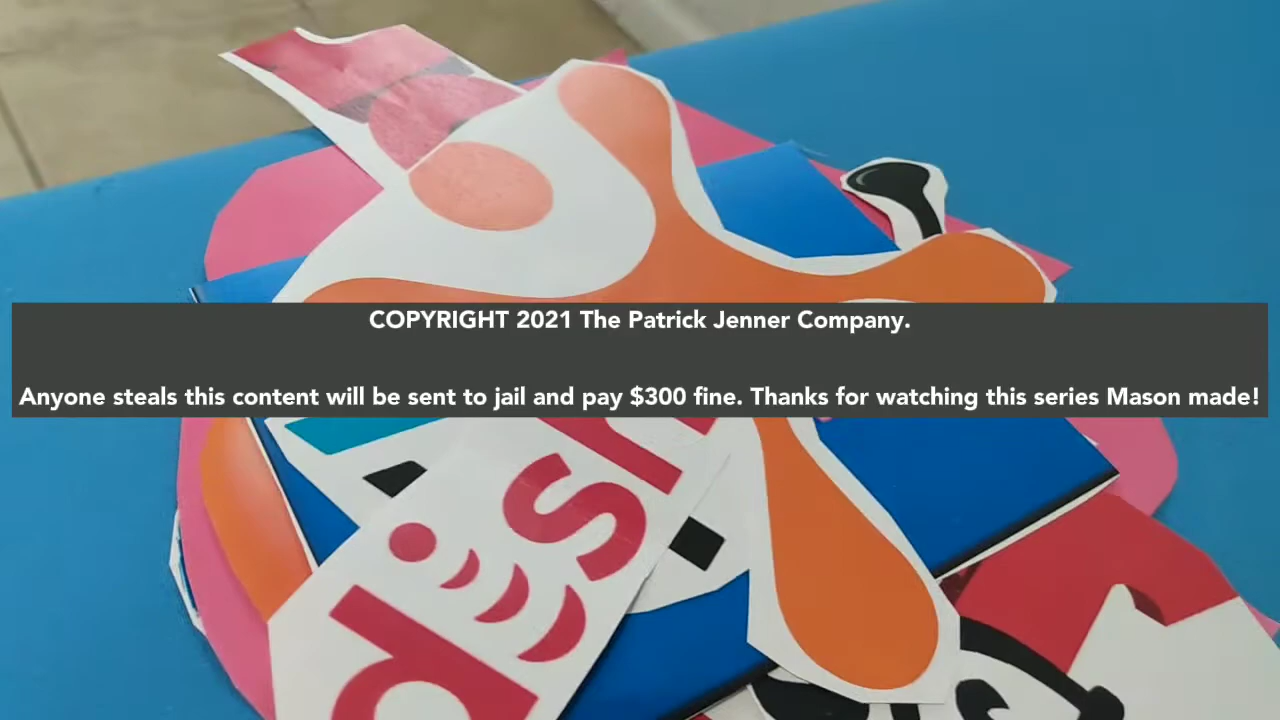 COPYRIGHT 2021 The Patrick Jenner Company.
Anyone steals this content will be sent to jail and pay $300 fine. Thanks for watching this series Mason made!
dish